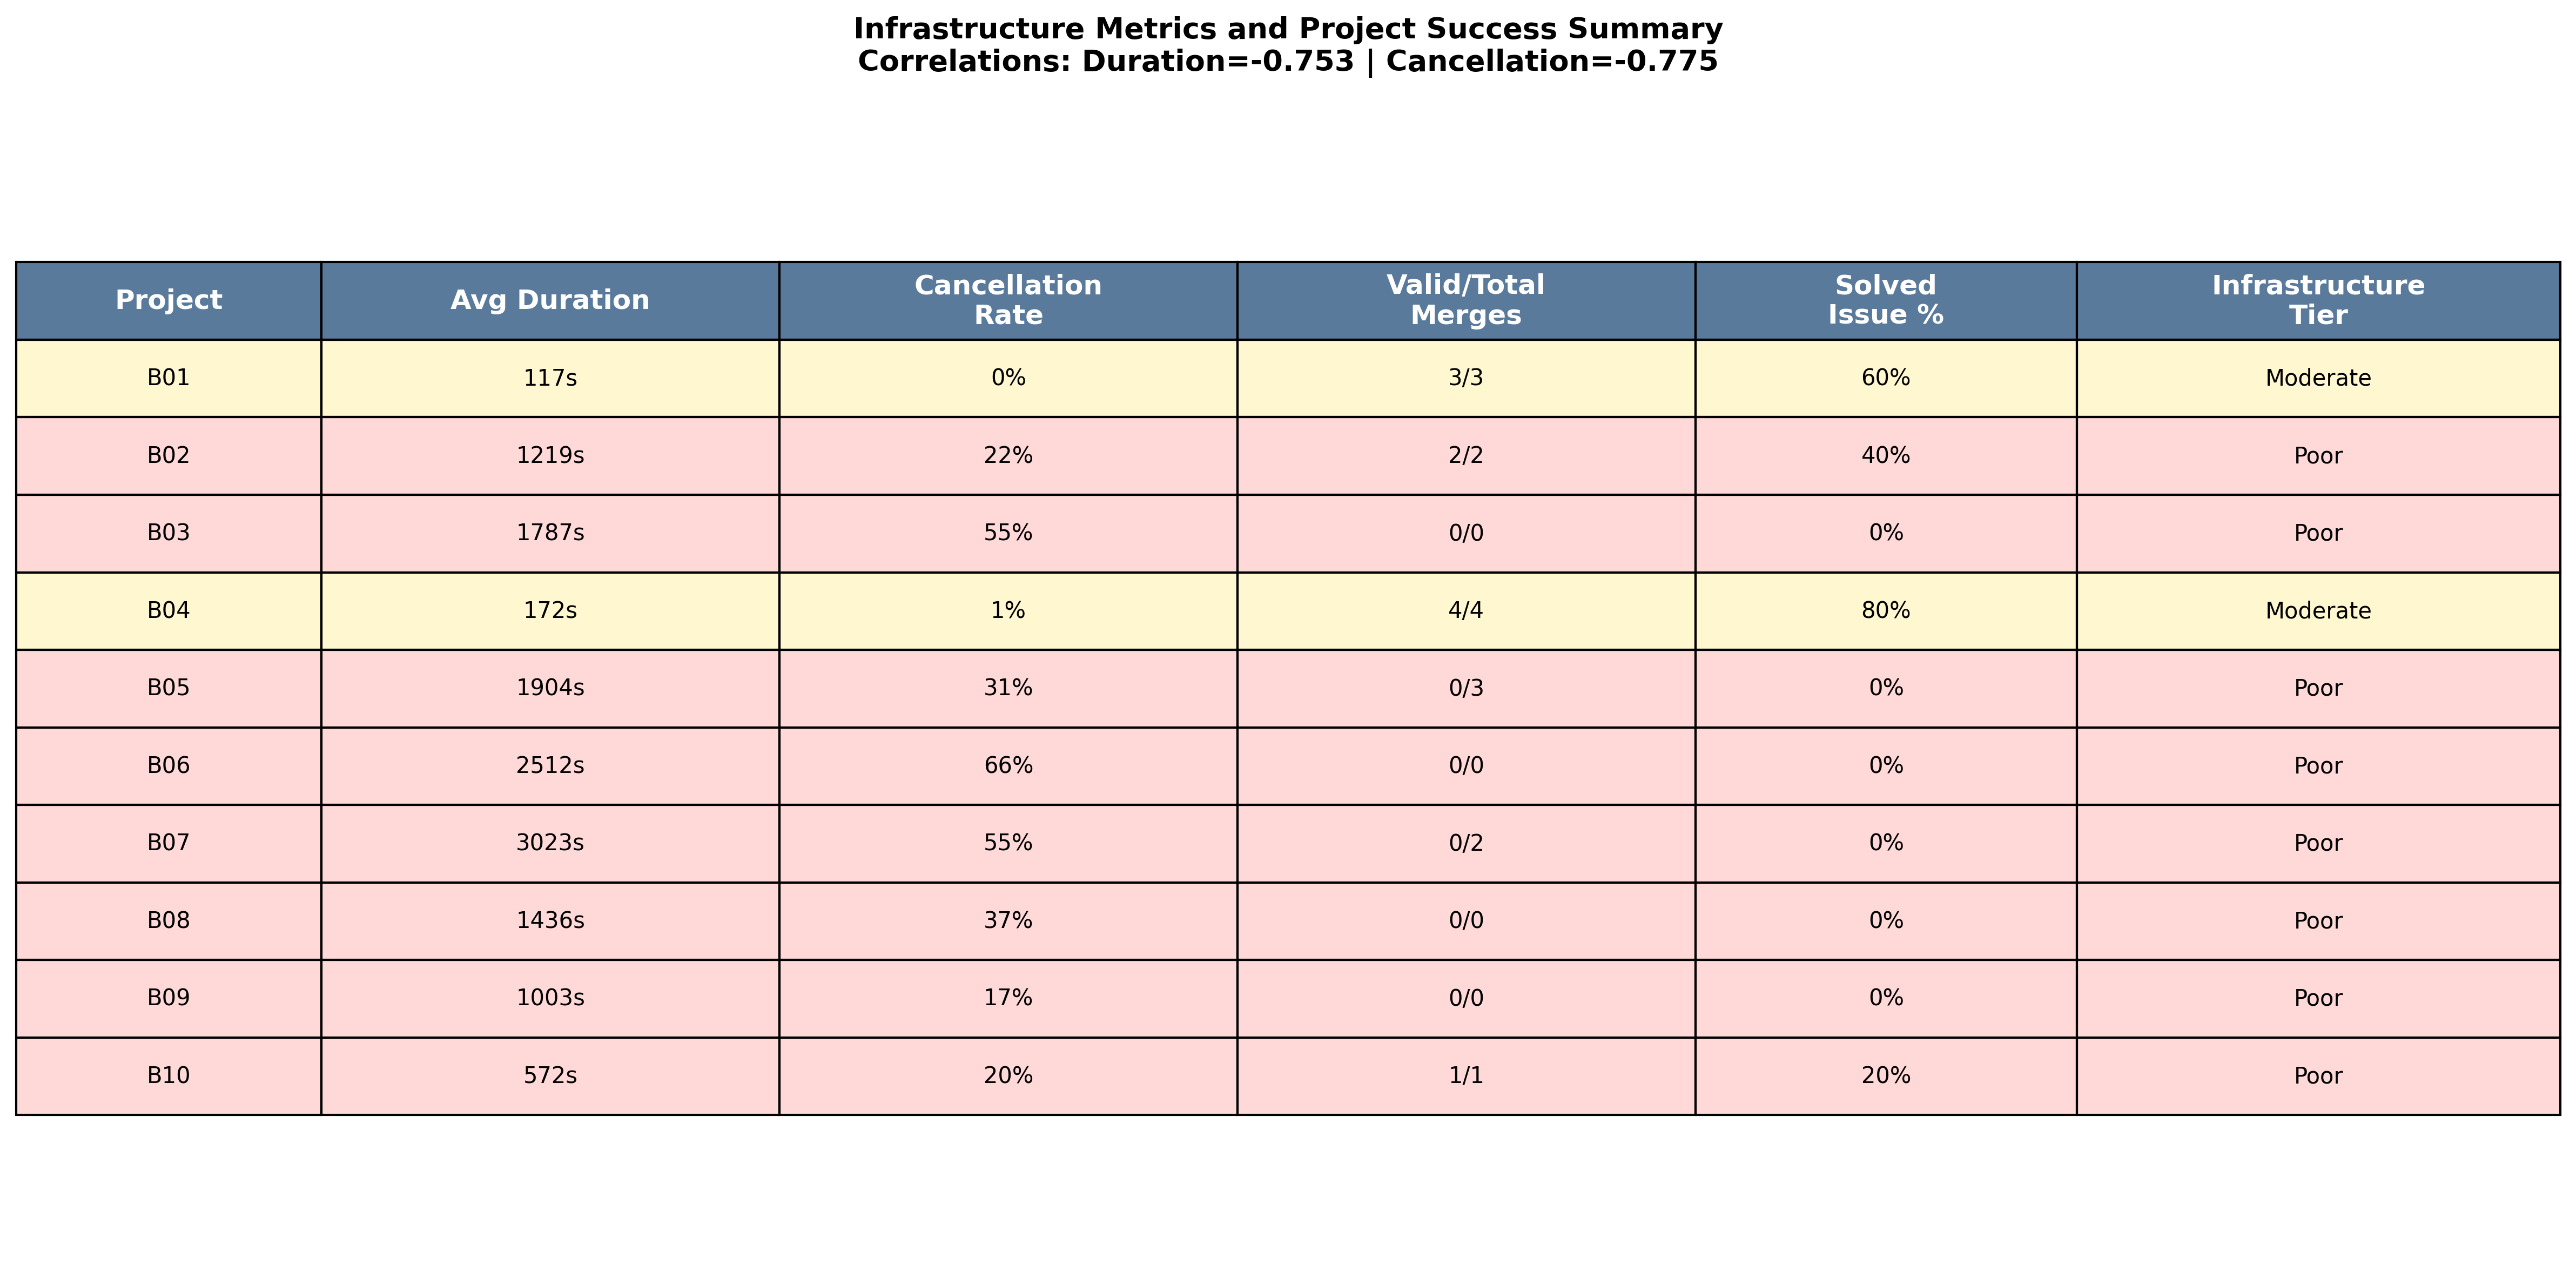 Infrastructure Metrics and Project Success Summary
Correlations: Duration=-0.753 | Cancellation=-0.775
Project Avg Duration Cancellation Rate Valid/Total Merges Solved Issue % Infrastructure Tier
B01 117s 0% 3/3 60% Moderate
B02 1219s 22% 2/2 40% Poor
B03 1787s 55% 0/0 0% Poor
B04 172s 1% 4/4 80% Moderate
B05 1904s 31% 0/3 0% Poor
B06 2512s 66% 0/0 0% Poor
B07 3023s 55% 0/2 0% Poor
B08 1436s 37% 0/0 0% Poor
B09 1003s 17% 0/0 0% Poor
B10 572s 20% 1/1 20% Poor